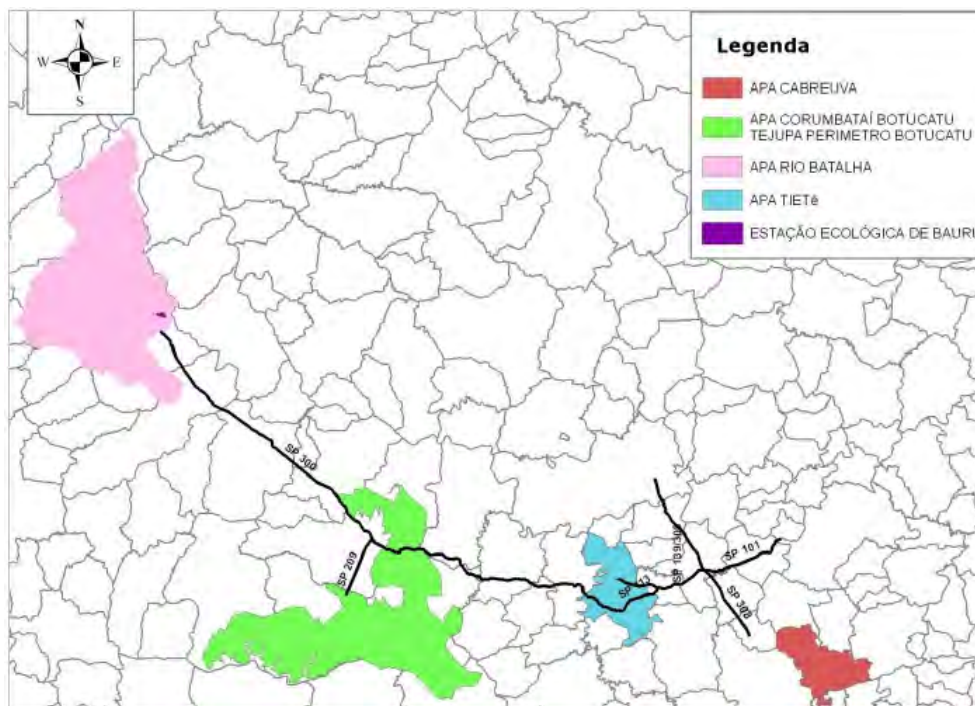 N
W E
S
Legenda
APA CABREUVA
APA CORUMBATAÍ BOTUCATU
TEJUPA PERIMETRO BOTUCATU
APA RIO BATALHA
APA TIETê
ESTAÇÃO ECOLÓGICA DE BAURU
SP 300
SP 209
SP 101
SP 308